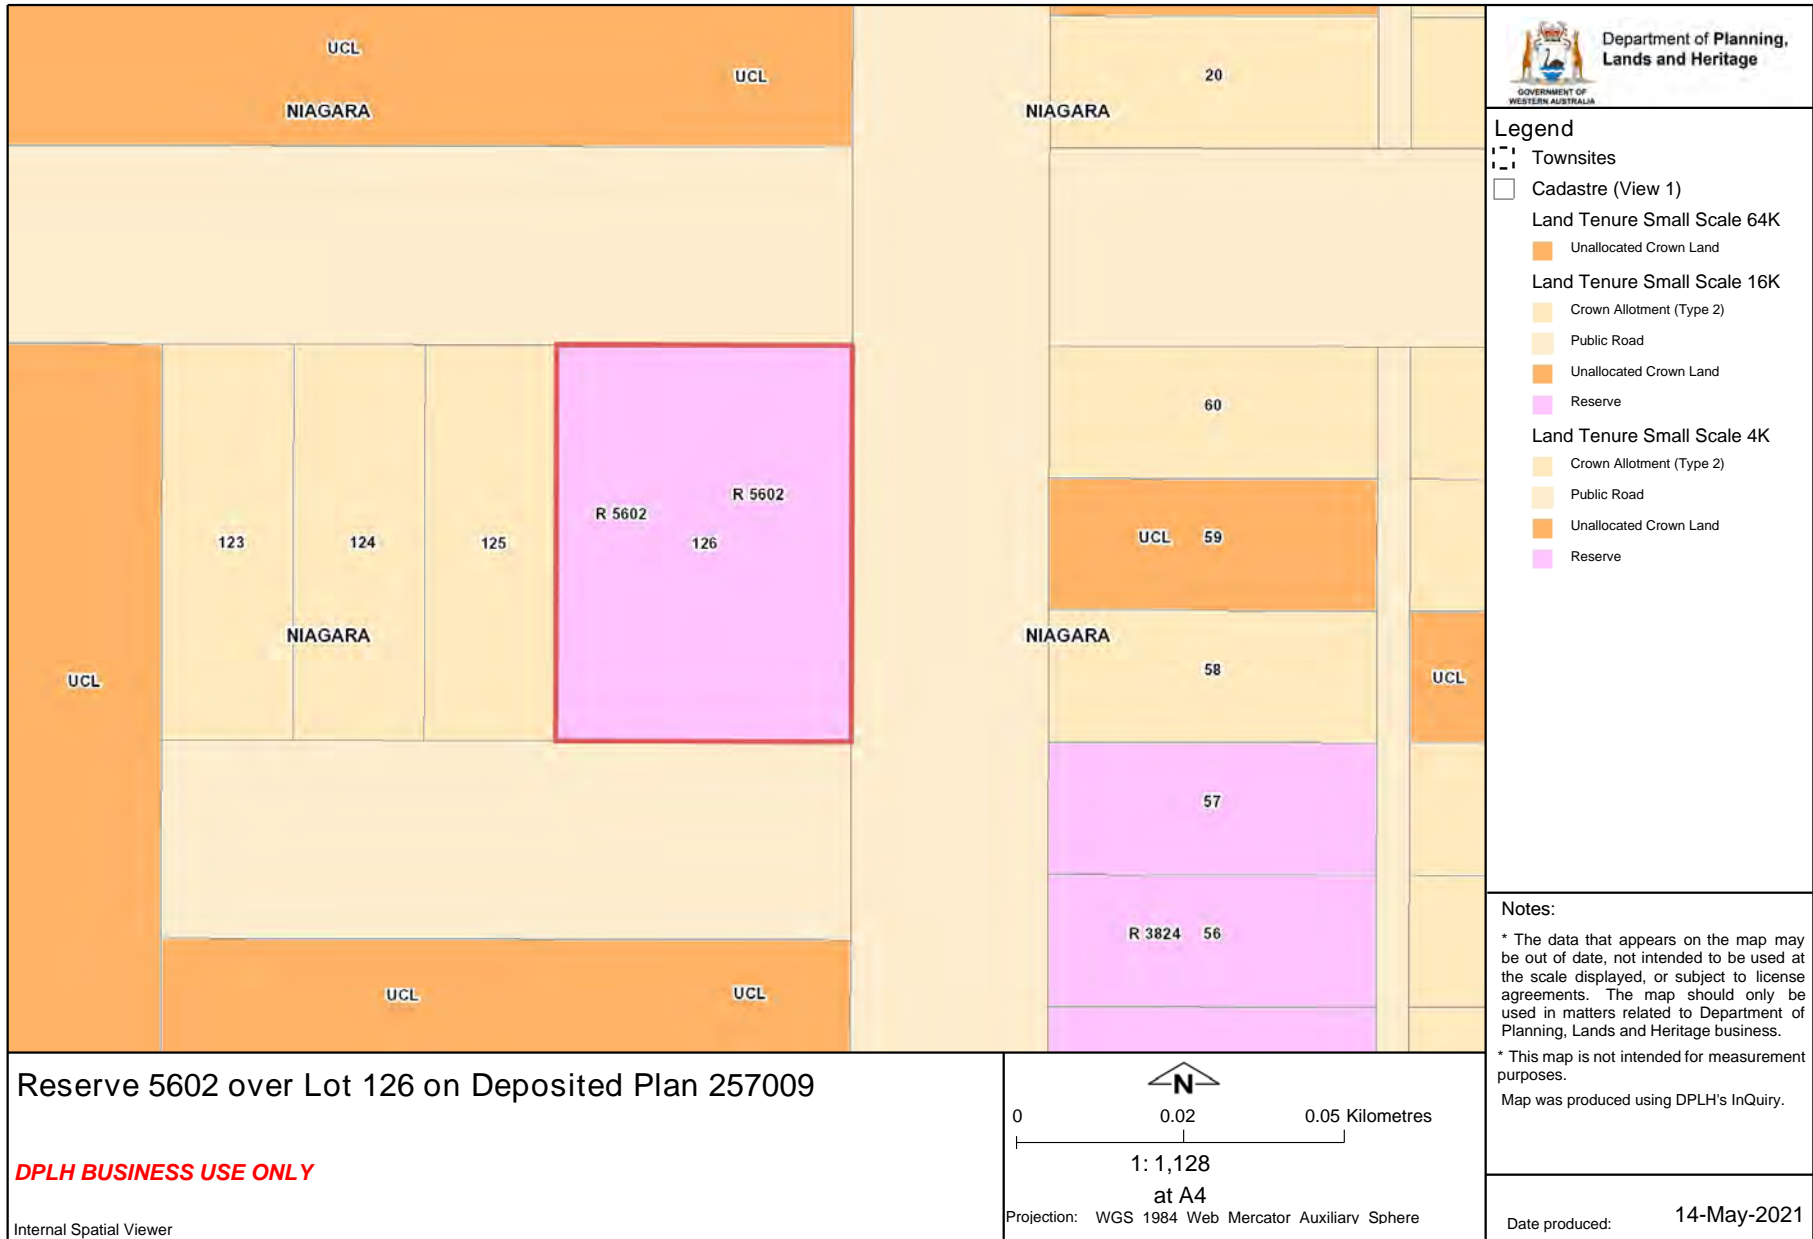 UCL
UCL
NIAGARA
NIAGARA
20
60
R 5602
R 5602
123
124
125
126
UCL 59
NIAGARA
NIAGARA
58
UCL
UCL
57
R 3824 56
UCL
UCL
GOVERNMENT OF
WESTERN AUSTRALIA
Department of Planning,
Lands and Heritage
Legend
Townsites
Cadastre (View 1)
Land Tenure Small Scale 64K
Unallocated Crown Land
Land Tenure Small Scale 16K
Crown Allotment (Type 2)
Public Road
Unallocated Crown Land
Reserve
Land Tenure Small Scale 4K
Crown Allotment (Type 2)
Public Road
Unallocated Crown Land
Reserve
Notes:
* The data that appears on the map may
be out of date, not intended to be used at
the scale displayed, or subject to license
agreements. The map should only be
used in matters related to Department of
Planning, Lands and Heritage business.
* This map is not intended for measurement
purposes.
Map was produced using DPLH's InQuiry.
Date produced: 14-May-2021
Reserve 5602 over Lot 126 on Deposited Plan 257009
DPLH BUSINESS USE ONLY
Internal Spatial Viewer
N
0 0.02 0.05 Kilometres
1: 1,128
at A4
Projection: WGS 1984 Web Mercator Auxiliary Sphere